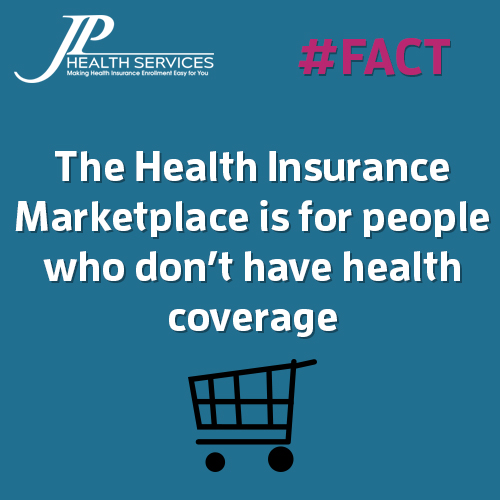 JP
HEALTH SERVICES
Making Health Insurance Enrollment Easy for You
#FACT
The Health Insurance
Marketplace is for people
who don't have health
coverage